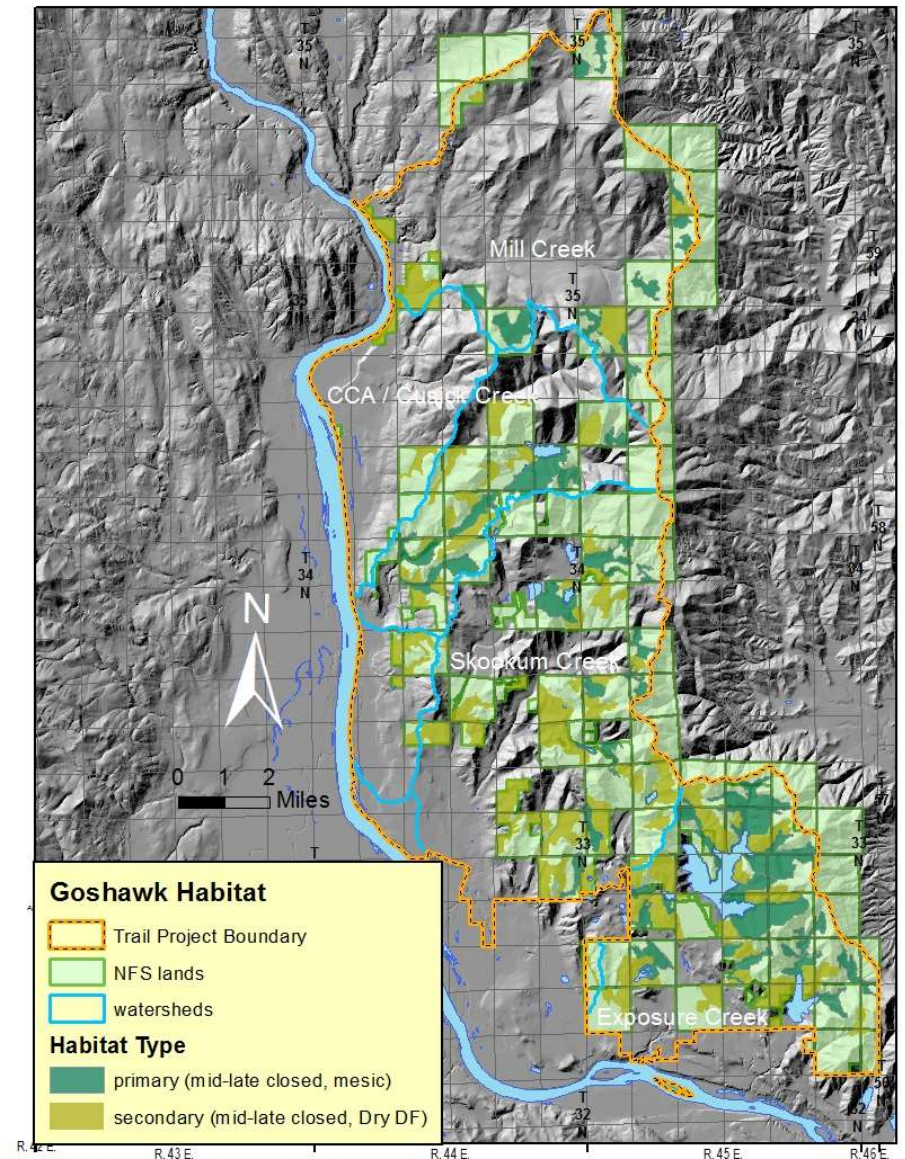 T
35
N
T
35
N
T
35
N
Mill Creek
T
59
N
T
35
N
T
35
N
34
N
CCA / Cusick Creek
T
58
N
T
34
N
T
34
N
34
N
N
Skookum Creek
0 1 2
Miles
T
57
N
T
33
N
T
33
N
T
Exposure Creek
T
32
N
56
N
32
N
Goshawk Habitat
Trail Project Boundary
NFS lands
watersheds
Habitat Type
primary (mid-late closed, mesic)
secondary (mid-late closed, Dry DF)
R. 42 E.
R. 43 E.
R. 44 E.
R. 45 E.
R. 46 E.